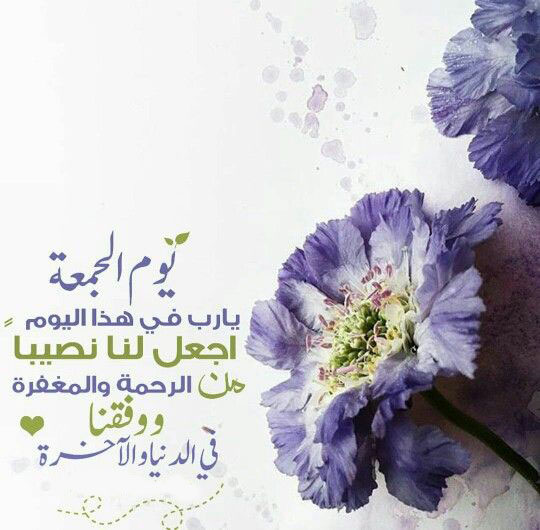 يوم الجمعة
يارب في هذا اليوم
اجعل لنا نصيباً
من الرحمة والمغفرة
ووفقنا
في الدنيا والآخرة